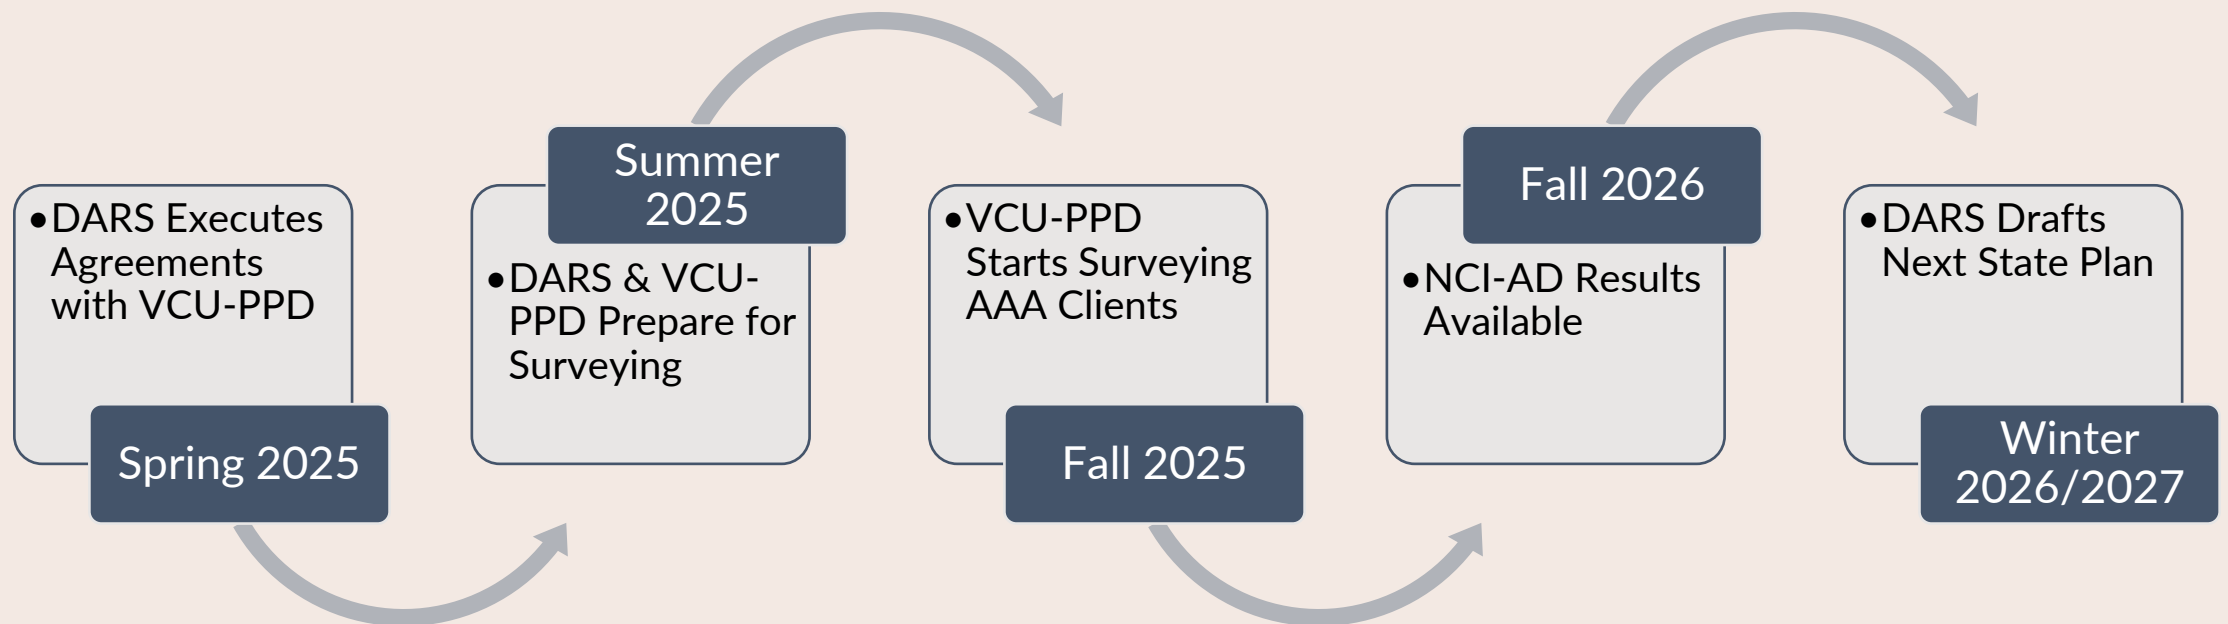 •DARS Executes
Agreements
with VCU-PPD
Spring 2025
Summer
2025
•DARS & VCU-
PPD Prepare for
Surveying
•VCU-PPD
Starts Surveying
AAA Clients
Fall 2025
Fall 2026
•NCI-AD Results
Available
•DARS Drafts
Next State Plan
Winter
2026/2027